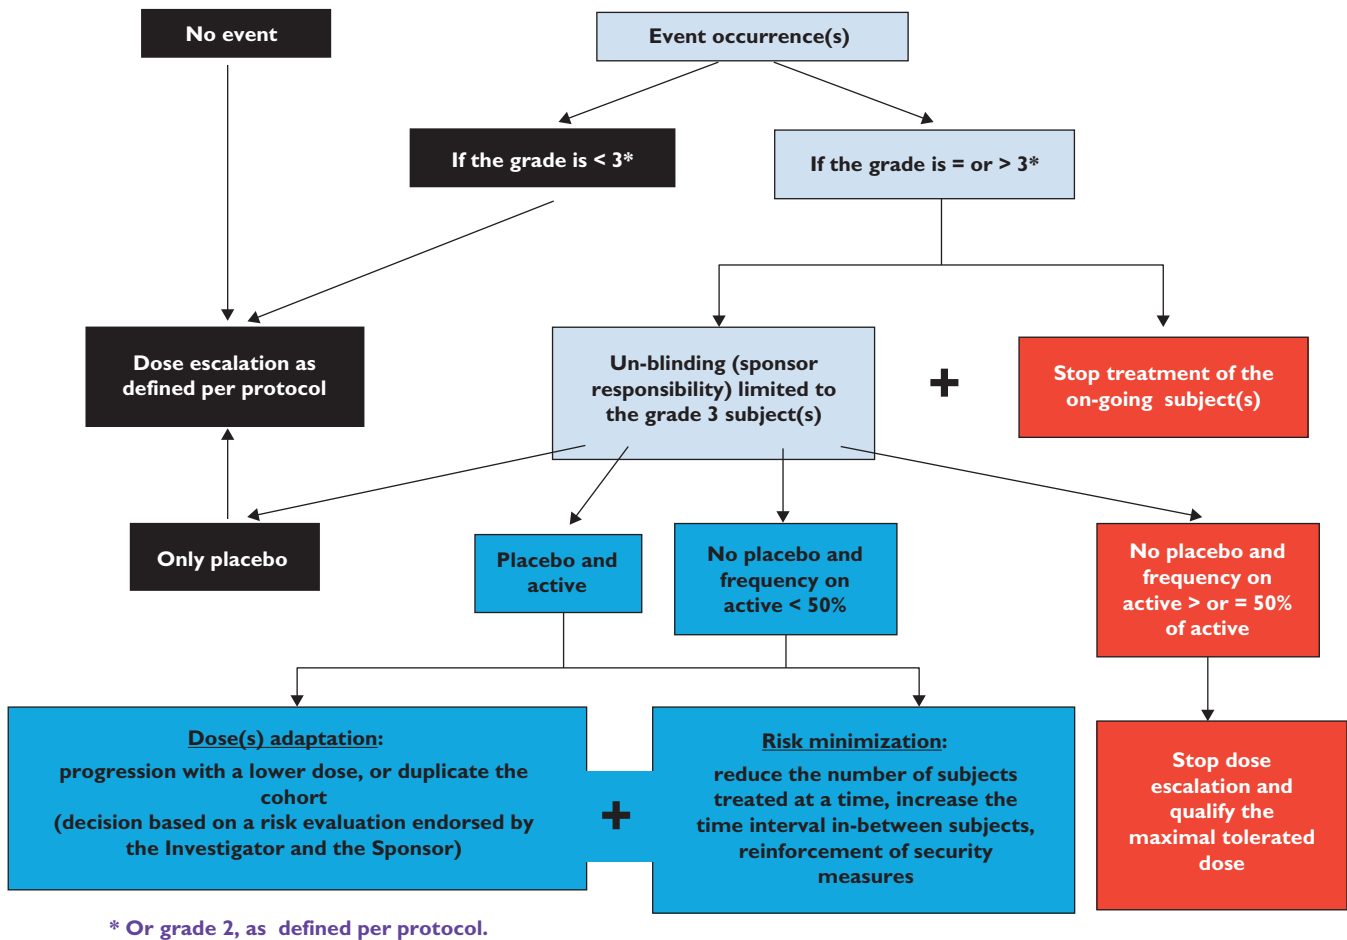 No event
Event occurrence(s)
If the grade is < 3*
If the grade is = or > 3*
Dose escalation as
defined per protocol
Un-blinding (sponsor
responsibility) limited to
the grade 3 subject(s)
+
Stop treatment of the
on-going subject(s)
Only placebo
Placebo and
active
No placebo and
frequency on
active < 50%
No placebo and
frequency on
active > or = 50%
of active
Dose(s) adaptation:
progression with a lower dose, or duplicate the
cohort
(decision based on a risk evaluation endorsed by
the Investigator and the Sponsor)
+
Risk minimization:
reduce the number of subjects
treated at a time, increase the
time interval in-between subjects,
reinforcement of security
measures
Stop dose
escalation and
qualify the
maximal tolerated
dose
* Or grade 2, as defined per protocol.